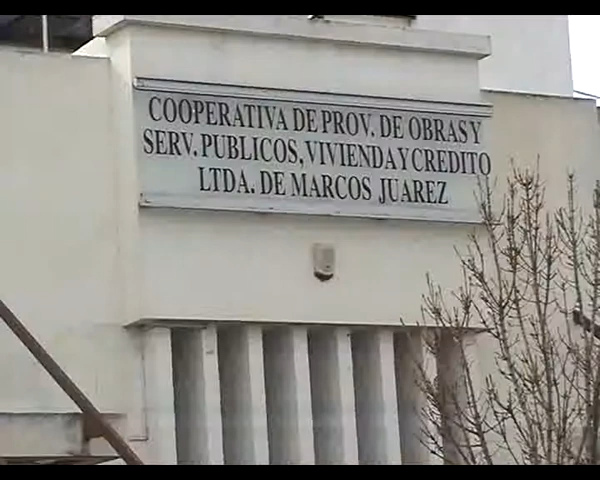 COOPERATIVA DE PROV. DE OBRAS Y
SERV. PUBLICOS, VIVIENDA Y CREDITO
LTDA. DE MARCOS JUAREZ